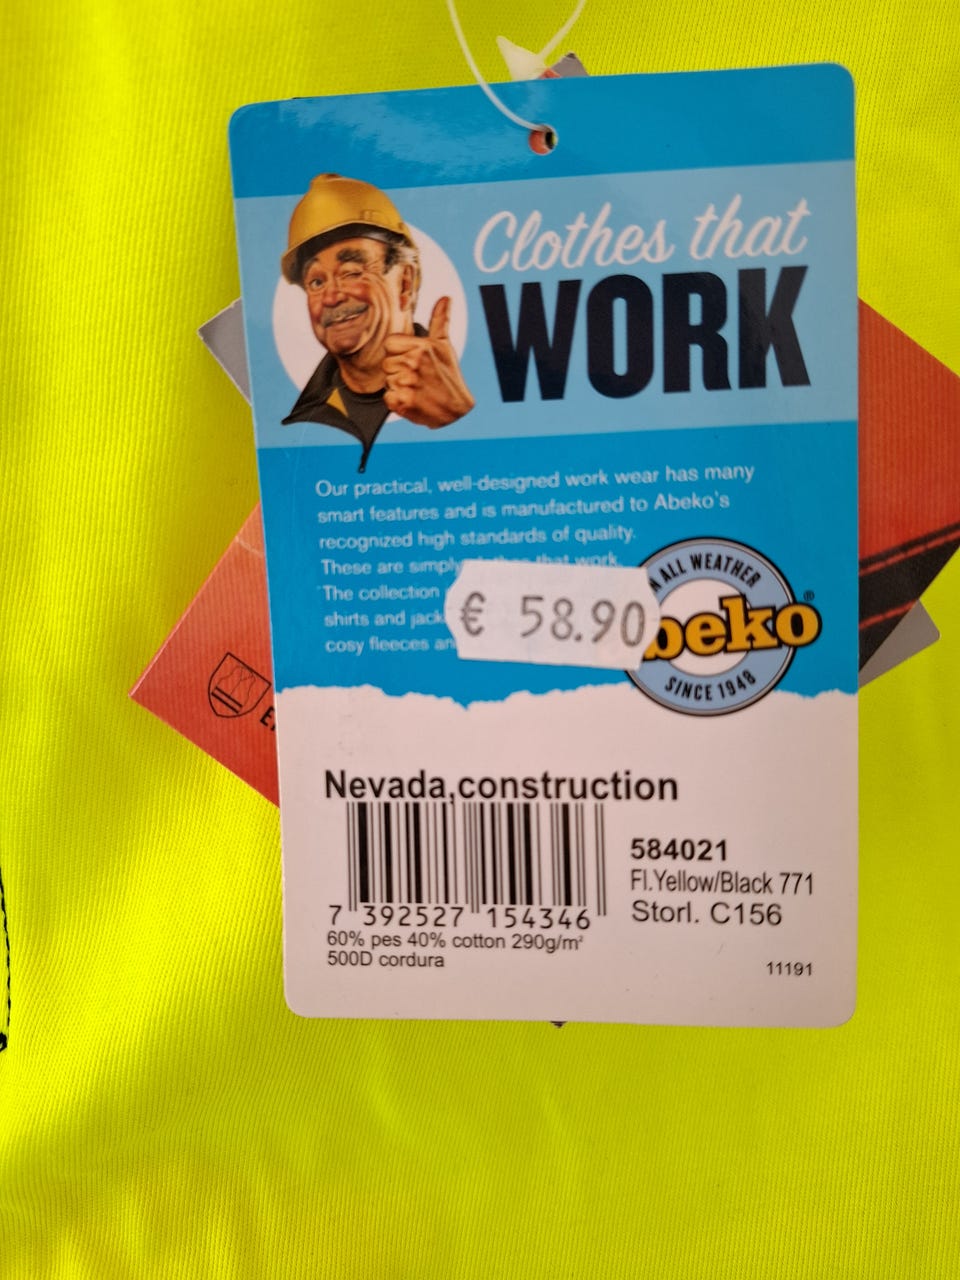 Clothes that
WORK
Our practical, well-designed work wear has many
smart features and is manufactured to Abeko's
recognized high standards of quality.
These are simply clothes that work.
The collection
shirts and
cosy fleeces
€ 58.90
ALL WEATHER
beko®
SINCE 1948
Nevada,construction
584021
Fl.Yellow/Black 771
Storl. C156
7 392527 154346
60% pes 40% cotton 290g/m²
500D cordura
11191